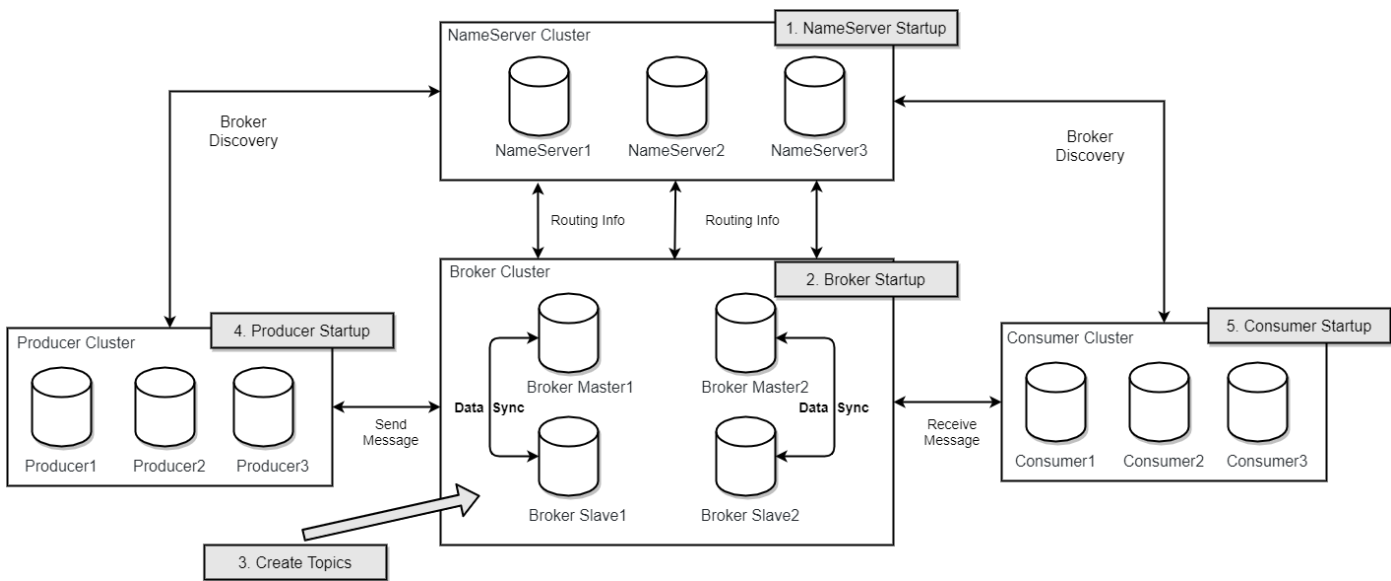 1. NameServer Startup
NameServer Cluster
NameServer1
NameServer2
NameServer3
Broker
Discovery
Broker
Discovery
Routing Info
Routing Info
2. Broker Startup
Broker Cluster
Broker Master1
Broker Master2
Data Sync
Data Sync
Broker Slave1
Broker Slave2
4. Producer Startup
Producer Cluster
Producer1
Producer2
Producer3
Send
Message
5. Consumer Startup
Consumer Cluster
Consumer1
Consumer2
Consumer3
Receive
Message
3. Create Topics